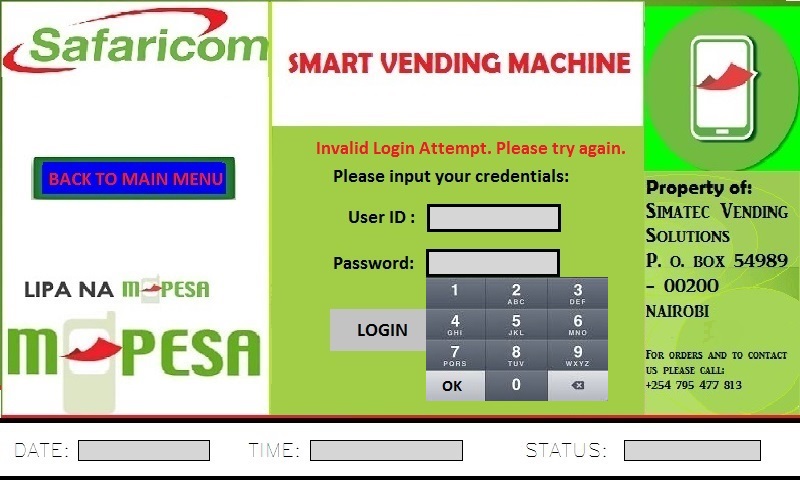 Safaricom
BACK TO MAIN MENU
LIPA NA M-PESA
M-PESA
SMART VENDING MACHINE
Invalid Login Attempt. Please try again.
Please input your credentials:
User ID :
Password:
LOGIN
1 2 ABC 3 DEF
4 GHI 5 JKL 6 MNO
7 PQRS 8 TUV 9 WXYZ
OK 0
Property of:
SIMATEC VENDING
SOLUTIONS
P. O. BOX 54989
- 00200
NAIROBI
FOR ORDERS AND TO CONTACT
US, PLEASE CALL:
+254 795 477 813
DATE: TIME: STATUS: